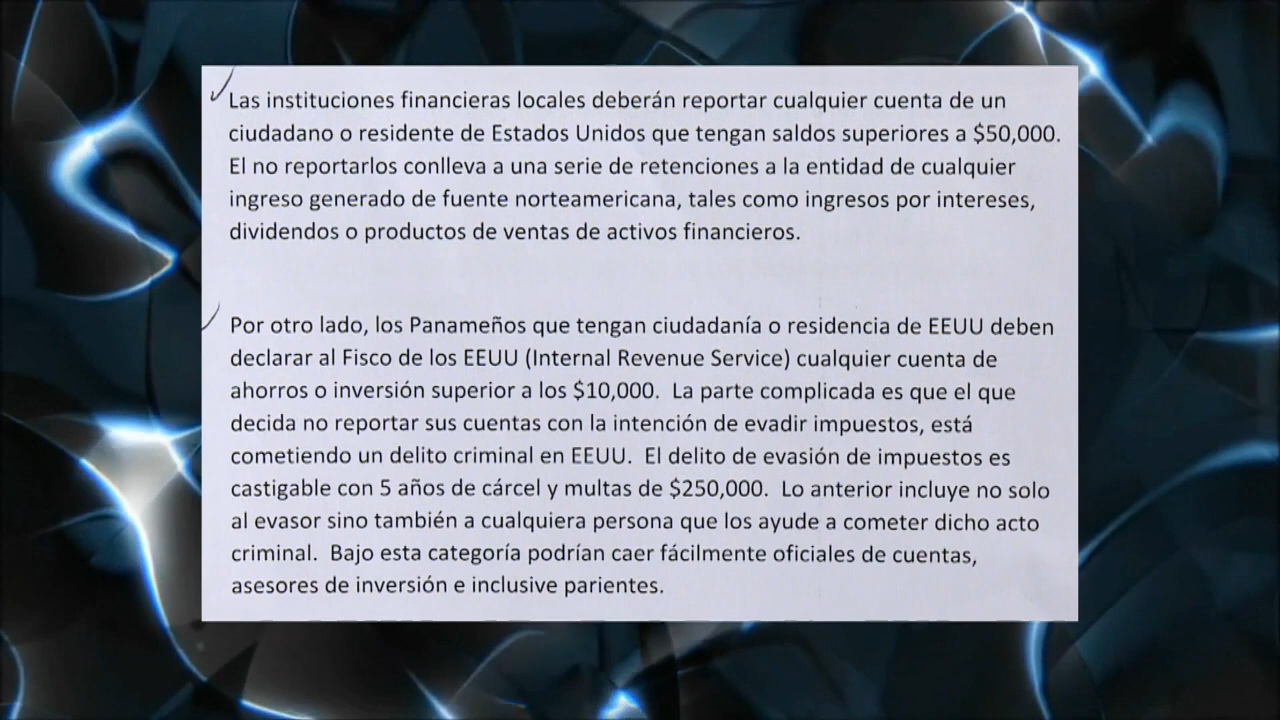 Las instituciones financieras locales deberán reportar cualquier cuenta de un
ciudadano o residente de Estados Unidos que tengan saldos superiores a $50,000.
El no reportarlos conlleva a una serie de retenciones a la entidad de cualquier
ingreso generado de fuente norteamericana, tales como ingresos por intereses,
dividendos o productos de ventas de activos financieros.
Por otro lado, los Panameños que tengan ciudadanía o residencia de EEUU deben
declarar al Fisco de los EEUU (Internal Revenue Service) cualquier cuenta de
ahorros o inversión superior a los $10,000. La parte complicada es que el que
decida no reportar sus cuentas con la intención de evadir impuestos, está
cometiendo un delito criminal en EEUU. El delito de evasión de impuestos es
castigable con 5 años de cárcel y multas de $250,000. Lo anterior incluye no solo
al evasor sino también a cualquiera persona que los ayude a cometer dicho acto
criminal. Bajo esta categoría podrían caer fácilmente oficiales de cuentas,
asesores de inversión e inclusive parientes.